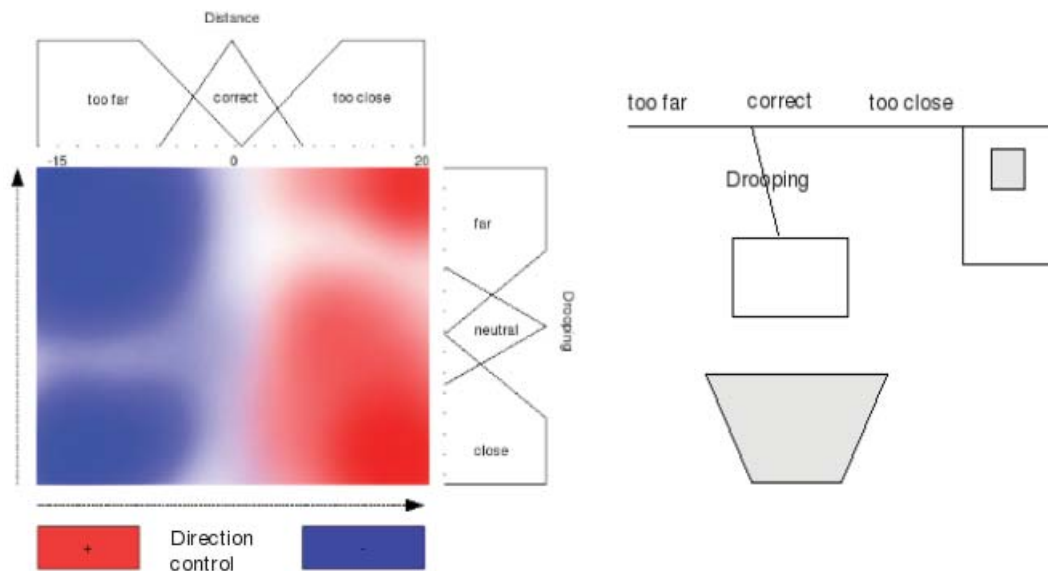 Distance
too far
correct
too close
-15
0
20
far
neutral
close
Drooping
+
Direction
control
-
too far
correct
too close
Drooping